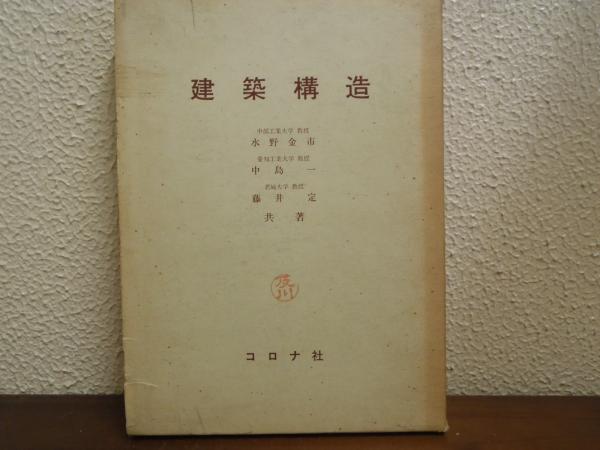 建築構造
中部工業大学 教授
水野金市
愛知工業大学 教授
中島一
名城大学 教授
藤井定
共著
及川
コロナ社